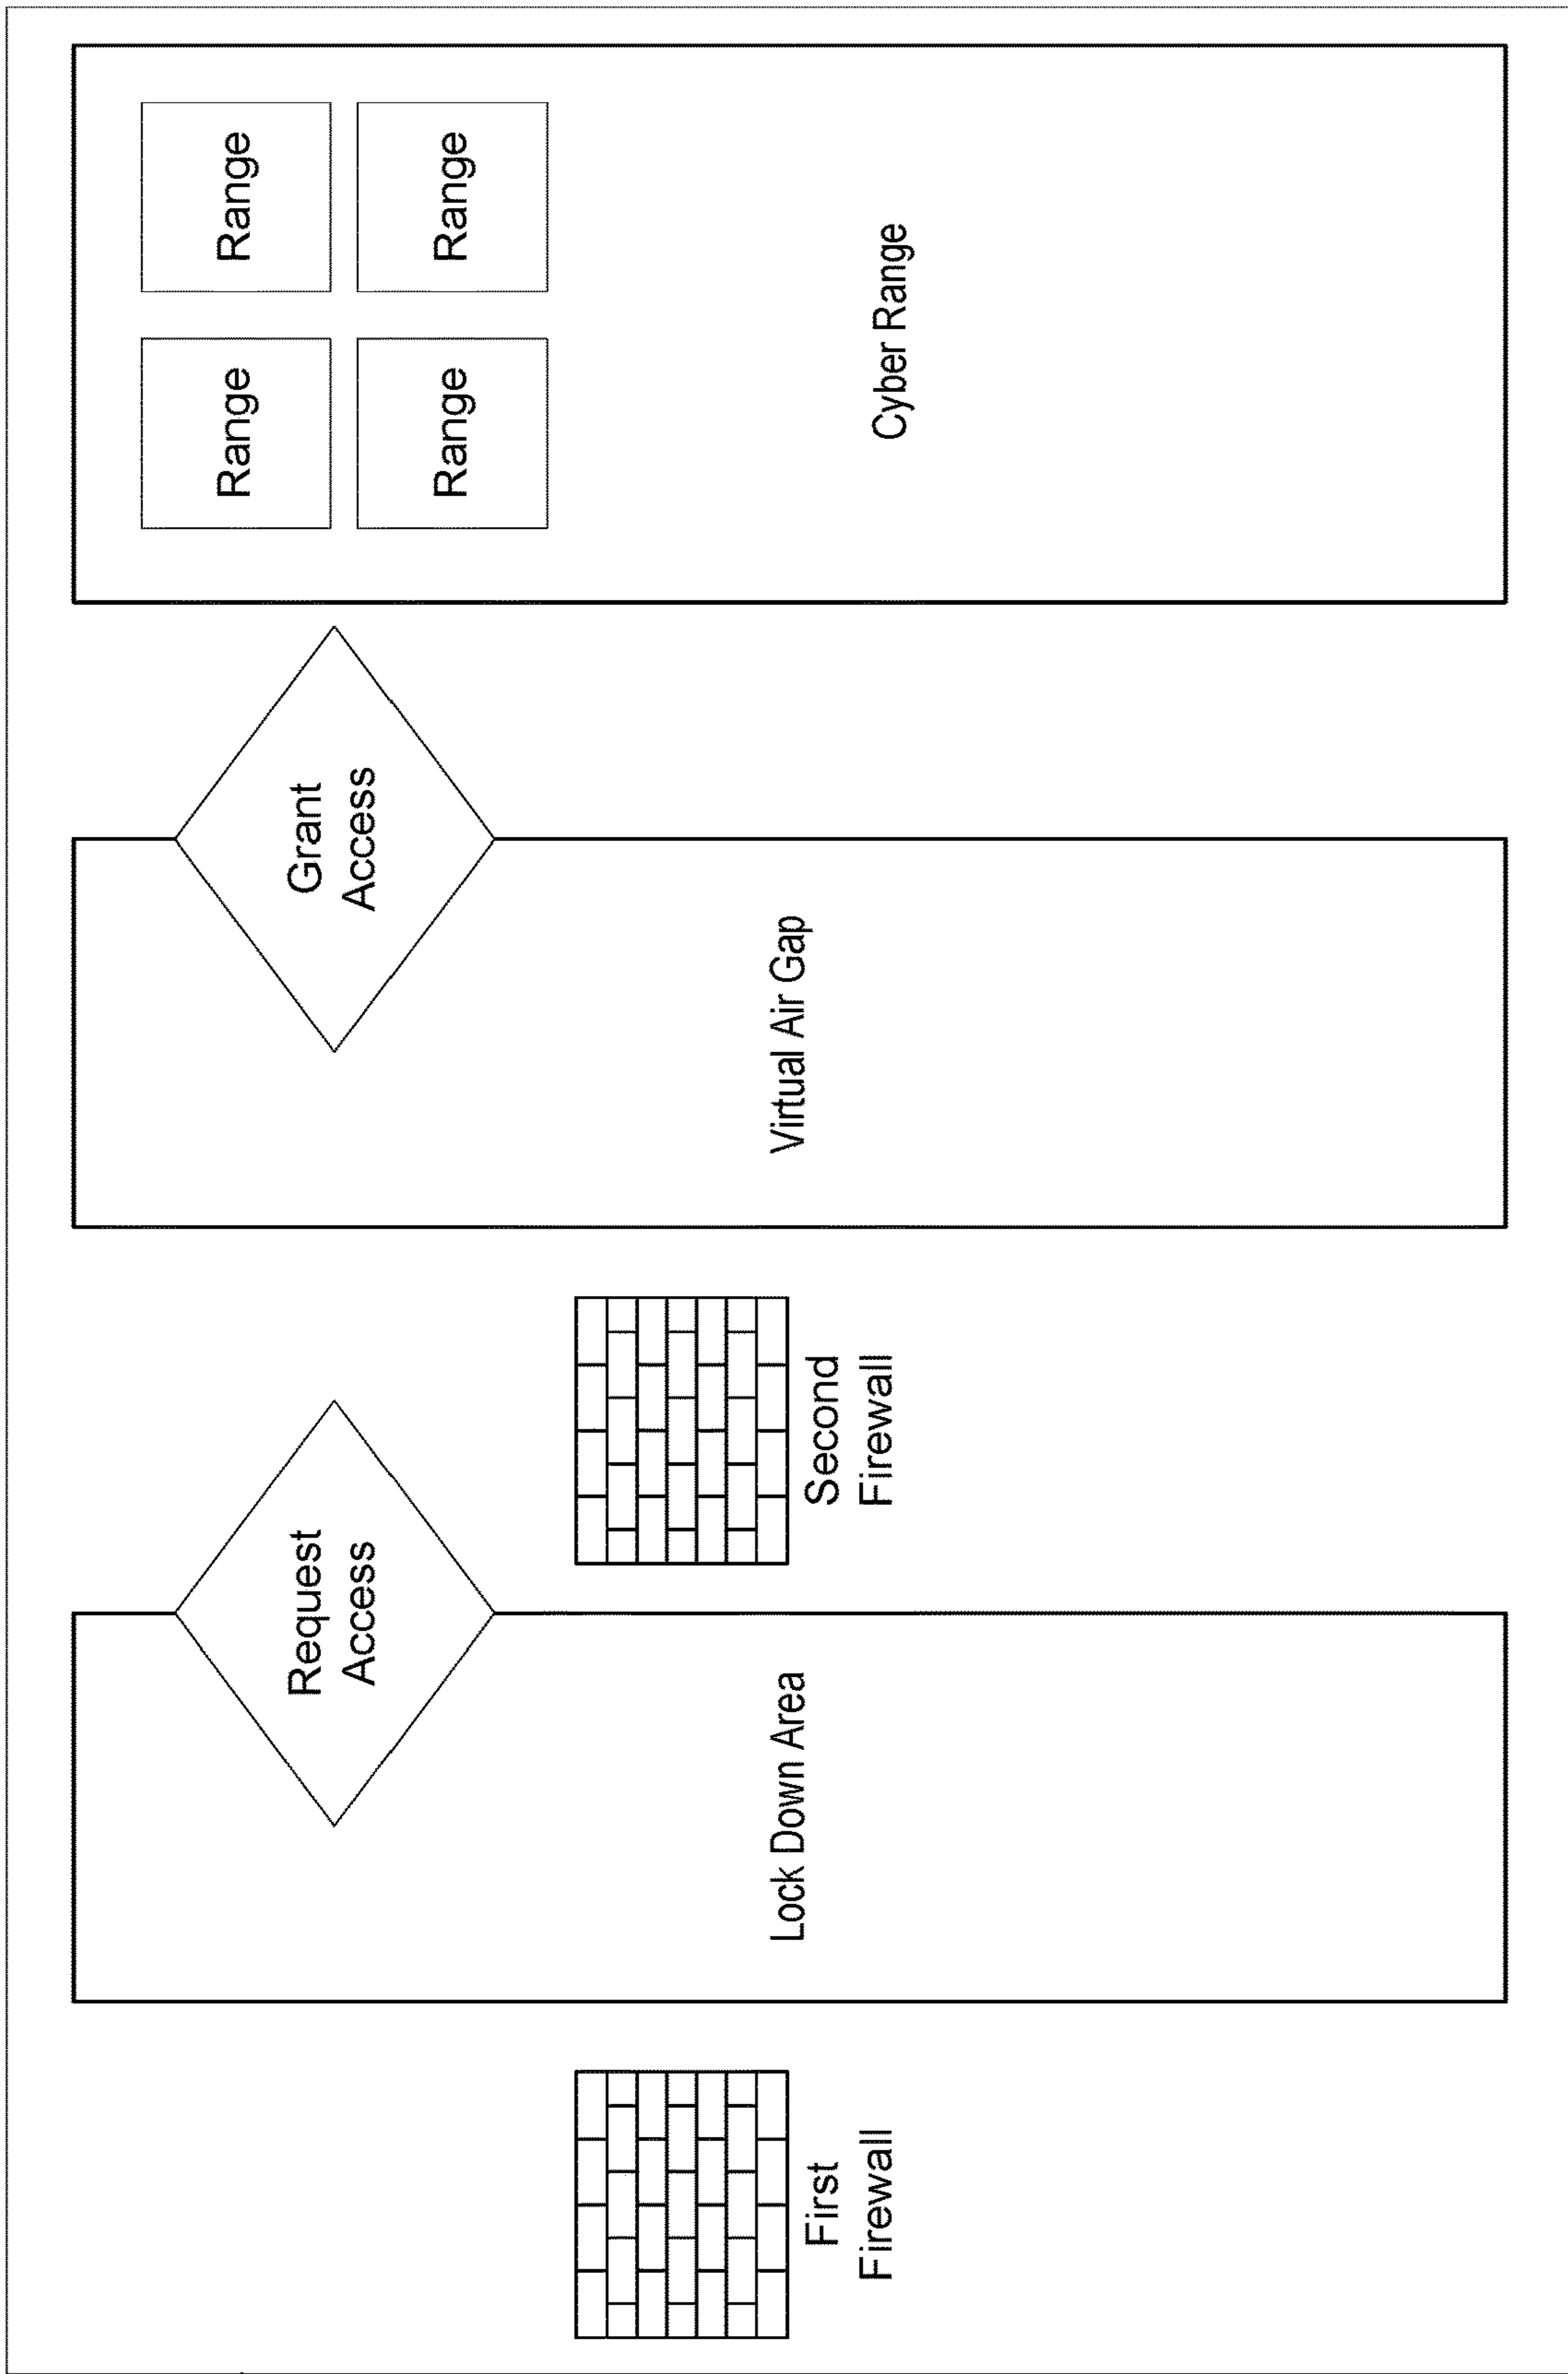 First
Firewall
Lock Down Area
Request
Access
Second
Firewall
Virtual Air Gap
Grant
Access
Range
Range
Range
Range
Cyber Range